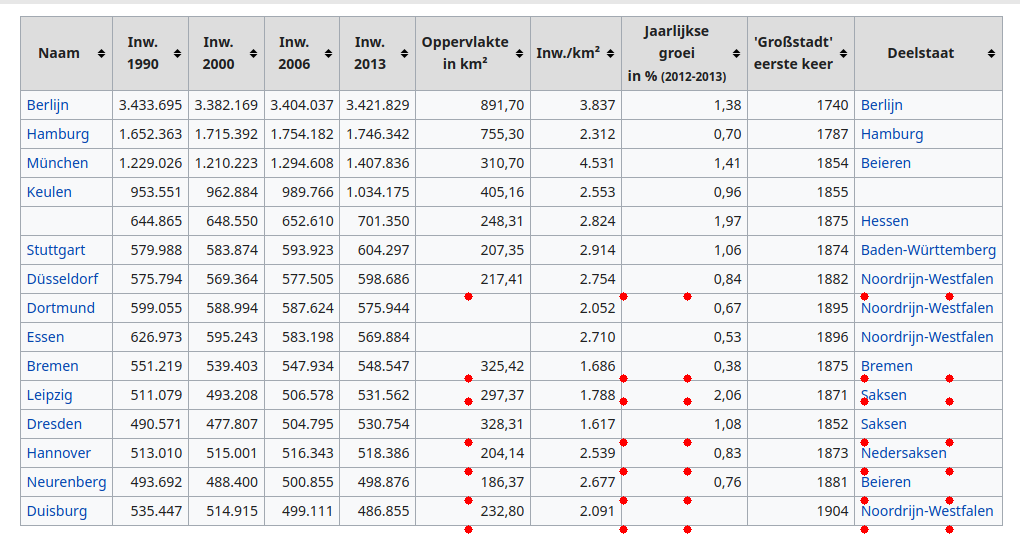 Naam Inw. 1990 Inw. 2000 Inw. 2006 Inw. 2013 Oppervlakte in km² Inw./km² Jaarlijkse groei in % (2012-2013) 'Großstadt' eerste keer Deelstaat
Berlijn 3.433.695 3.382.169 3.404.037 3.421.829 891,70 3.837 1,38 1740 Berlijn
Hamburg 1.652.363 1.715.392 1.754.182 1.746.342 755,30 2.312 0,70 1787 Hamburg
München 1.229.026 1.210.223 1.294.608 1.407.836 310,70 4.531 1,41 1854 Beieren
Keulen 953.551 962.884 989.766 1.034.175 405,16 2.553 0,96 1855
644.865 648.550 652.610 701.350 248,31 2.824 1,97 1875 Hessen
Stuttgart 579.988 583.874 593.923 604.297 207,35 2.914 1,06 1874 Baden-Württemberg
Düsseldorf 575.794 569.364 577.505 598.686 217,41 2.754 0,84 1882 Noordrijn-Westfalen
Dortmund 599.055 588.994 587.624 575.944 2.052 0,67 1895 Noordrijn-Westfalen
Essen 626.973 595.243 583.198 569.884 2.710 0,53 1896 Noordrijn-Westfalen
Bremen 551.219 539.403 547.934 548.547 325,42 1.686 0,38 1875 Bremen
Leipzig 511.079 493.208 506.578 531.562 297,37 1.788 2,06 1871 Saksen
Dresden 490.571 477.807 504.795 530.754 328,31 1.617 1,08 1852 Saksen
Hannover 513.010 515.001 516.343 518.386 204,14 2.539 0,83 1873 Nedersaksen
Neurenberg 493.692 488.400 500.855 498.876 186,37 2.677 0,76 1881 Beieren
Duisburg 535.447 514.915 499.111 486.855 232,80 2.091 1904 Noordrijn-Westfalen